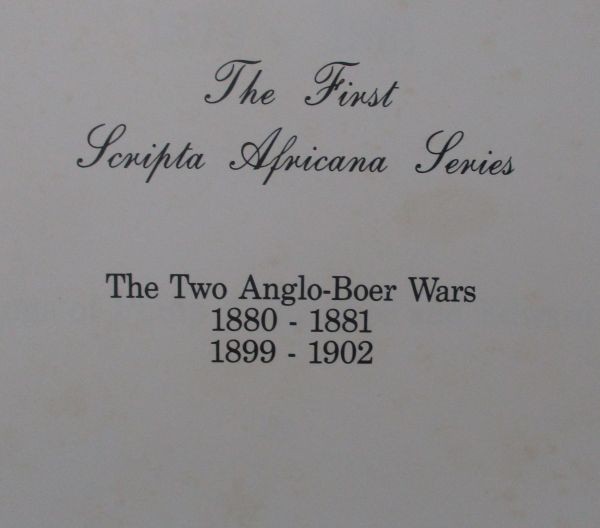 The First
Scripta Africana Series
The Two Anglo-Boer Wars
1880 - 1881
1899 - 1902